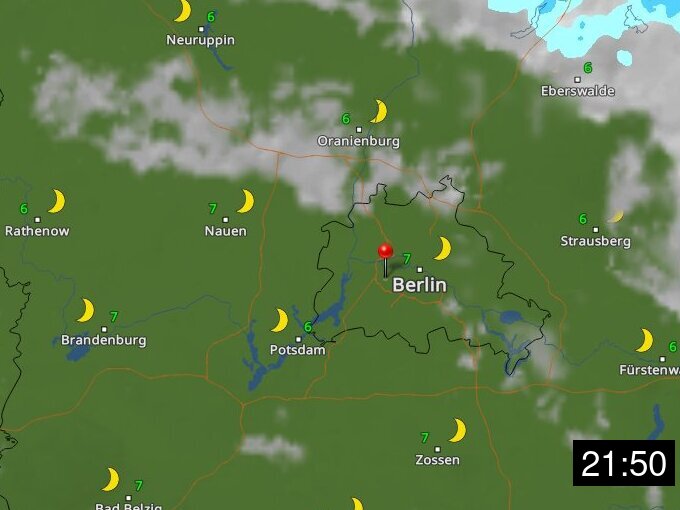 6
Neuruppin
6
Eberswalde
6
Oranienburg
6
Rathenow
7
Nauen
6
Strausberg
7
Berlin
7
Brandenburg
6
Potsdam
6
Fürstenwa
7
Zossen
21:50
7
Bad Belzig